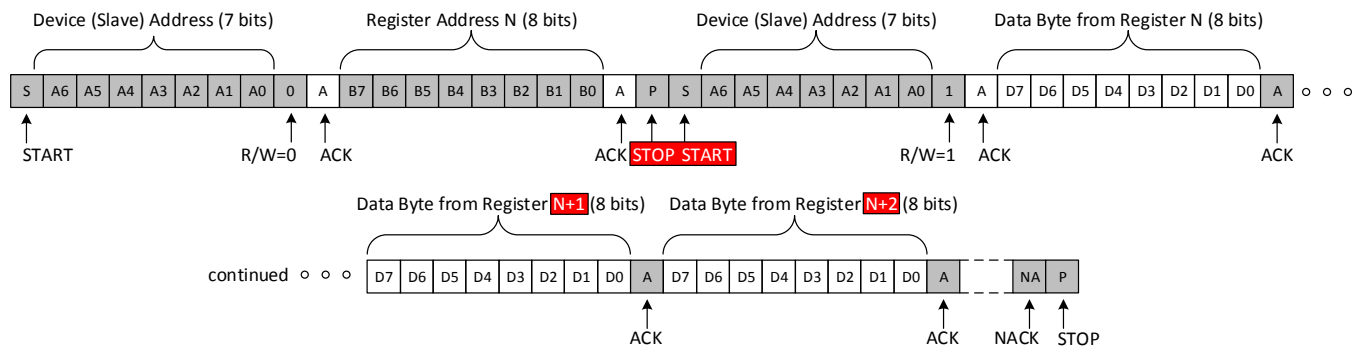 Device (Slave) Address (7 bits) Register Address N (8 bits) Device (Slave) Address (7 bits) Data Byte from Register N (8 bits)
S A6 A5 A4 A3 A2 A1 A0 0 A B7 B6 B5 B4 B3 B2 B1 B0 A P S A6 A5 A4 A3 A2 A1 A0 1 A D7 D6 D5 D4 D3 D2 D1 D0 A
START R/W=0 ACK ACK STOP START R/W=1 ACK ACK
Data Byte from Register N+1 (8 bits) Data Byte from Register N+2 (8 bits)
continued D7 D6 D5 D4 D3 D2 D1 D0 A D7 D6 D5 D4 D3 D2 D1 D0 A NA P
ACK ACK NACK STOP